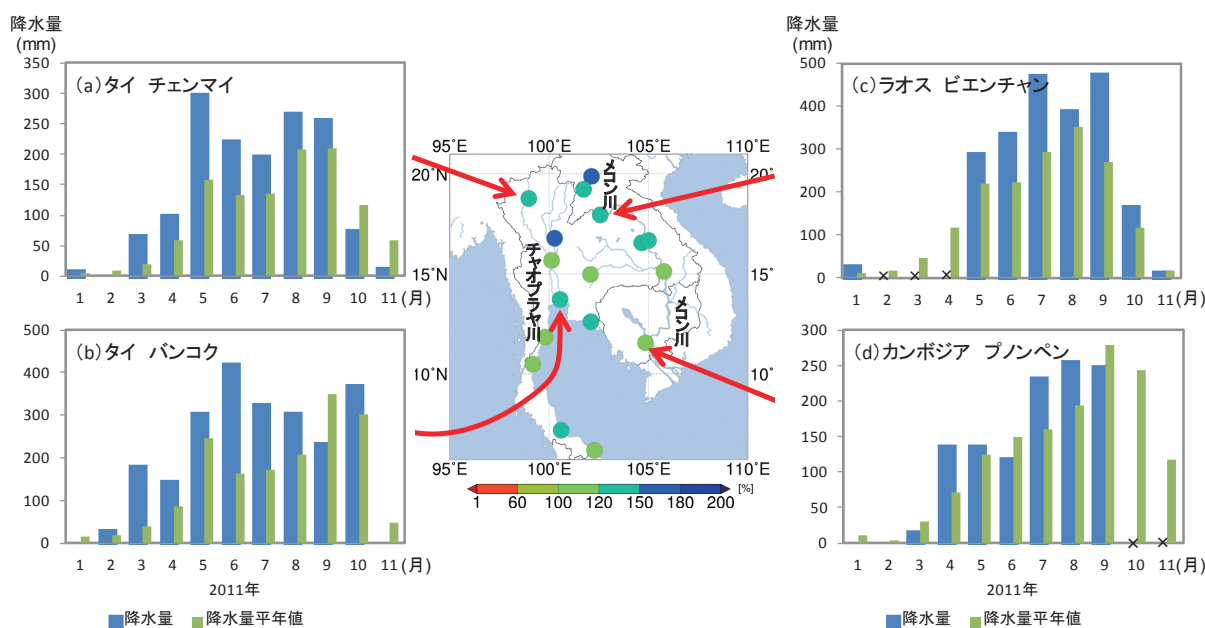 降水量
(mm)
(a)タイ チェンマイ
350
300
250
200
150
100
50
0
1 2 3 4 5 6 7 8 9 10 11(月)
(b)タイ バンコク
500
400
300
200
100
0
1 2 3 4 5 6 7 8 9 10 11(月)
2011年
降水量 降水量平年値
95°E 100°E 105°E 110°E
20°N 20°
15°N 15°N
10°N 10°
95°E 100°E 105°E 110°E
メコン川
チャオプラヤ川
メコン川
1 60 100 120 150 180 200
[%]
降水量
(mm)
(c)ラオス ビエンチャン
500
400
300
200
100
0
1 2 3 4 5 6 7 8 9 10 11(月)
(d)カンボジア プノンペン
300
250
200
150
100
50
0
1 2 3 4 5 6 7 8 9 10 11(月)
2011年
降水量 降水量平年値